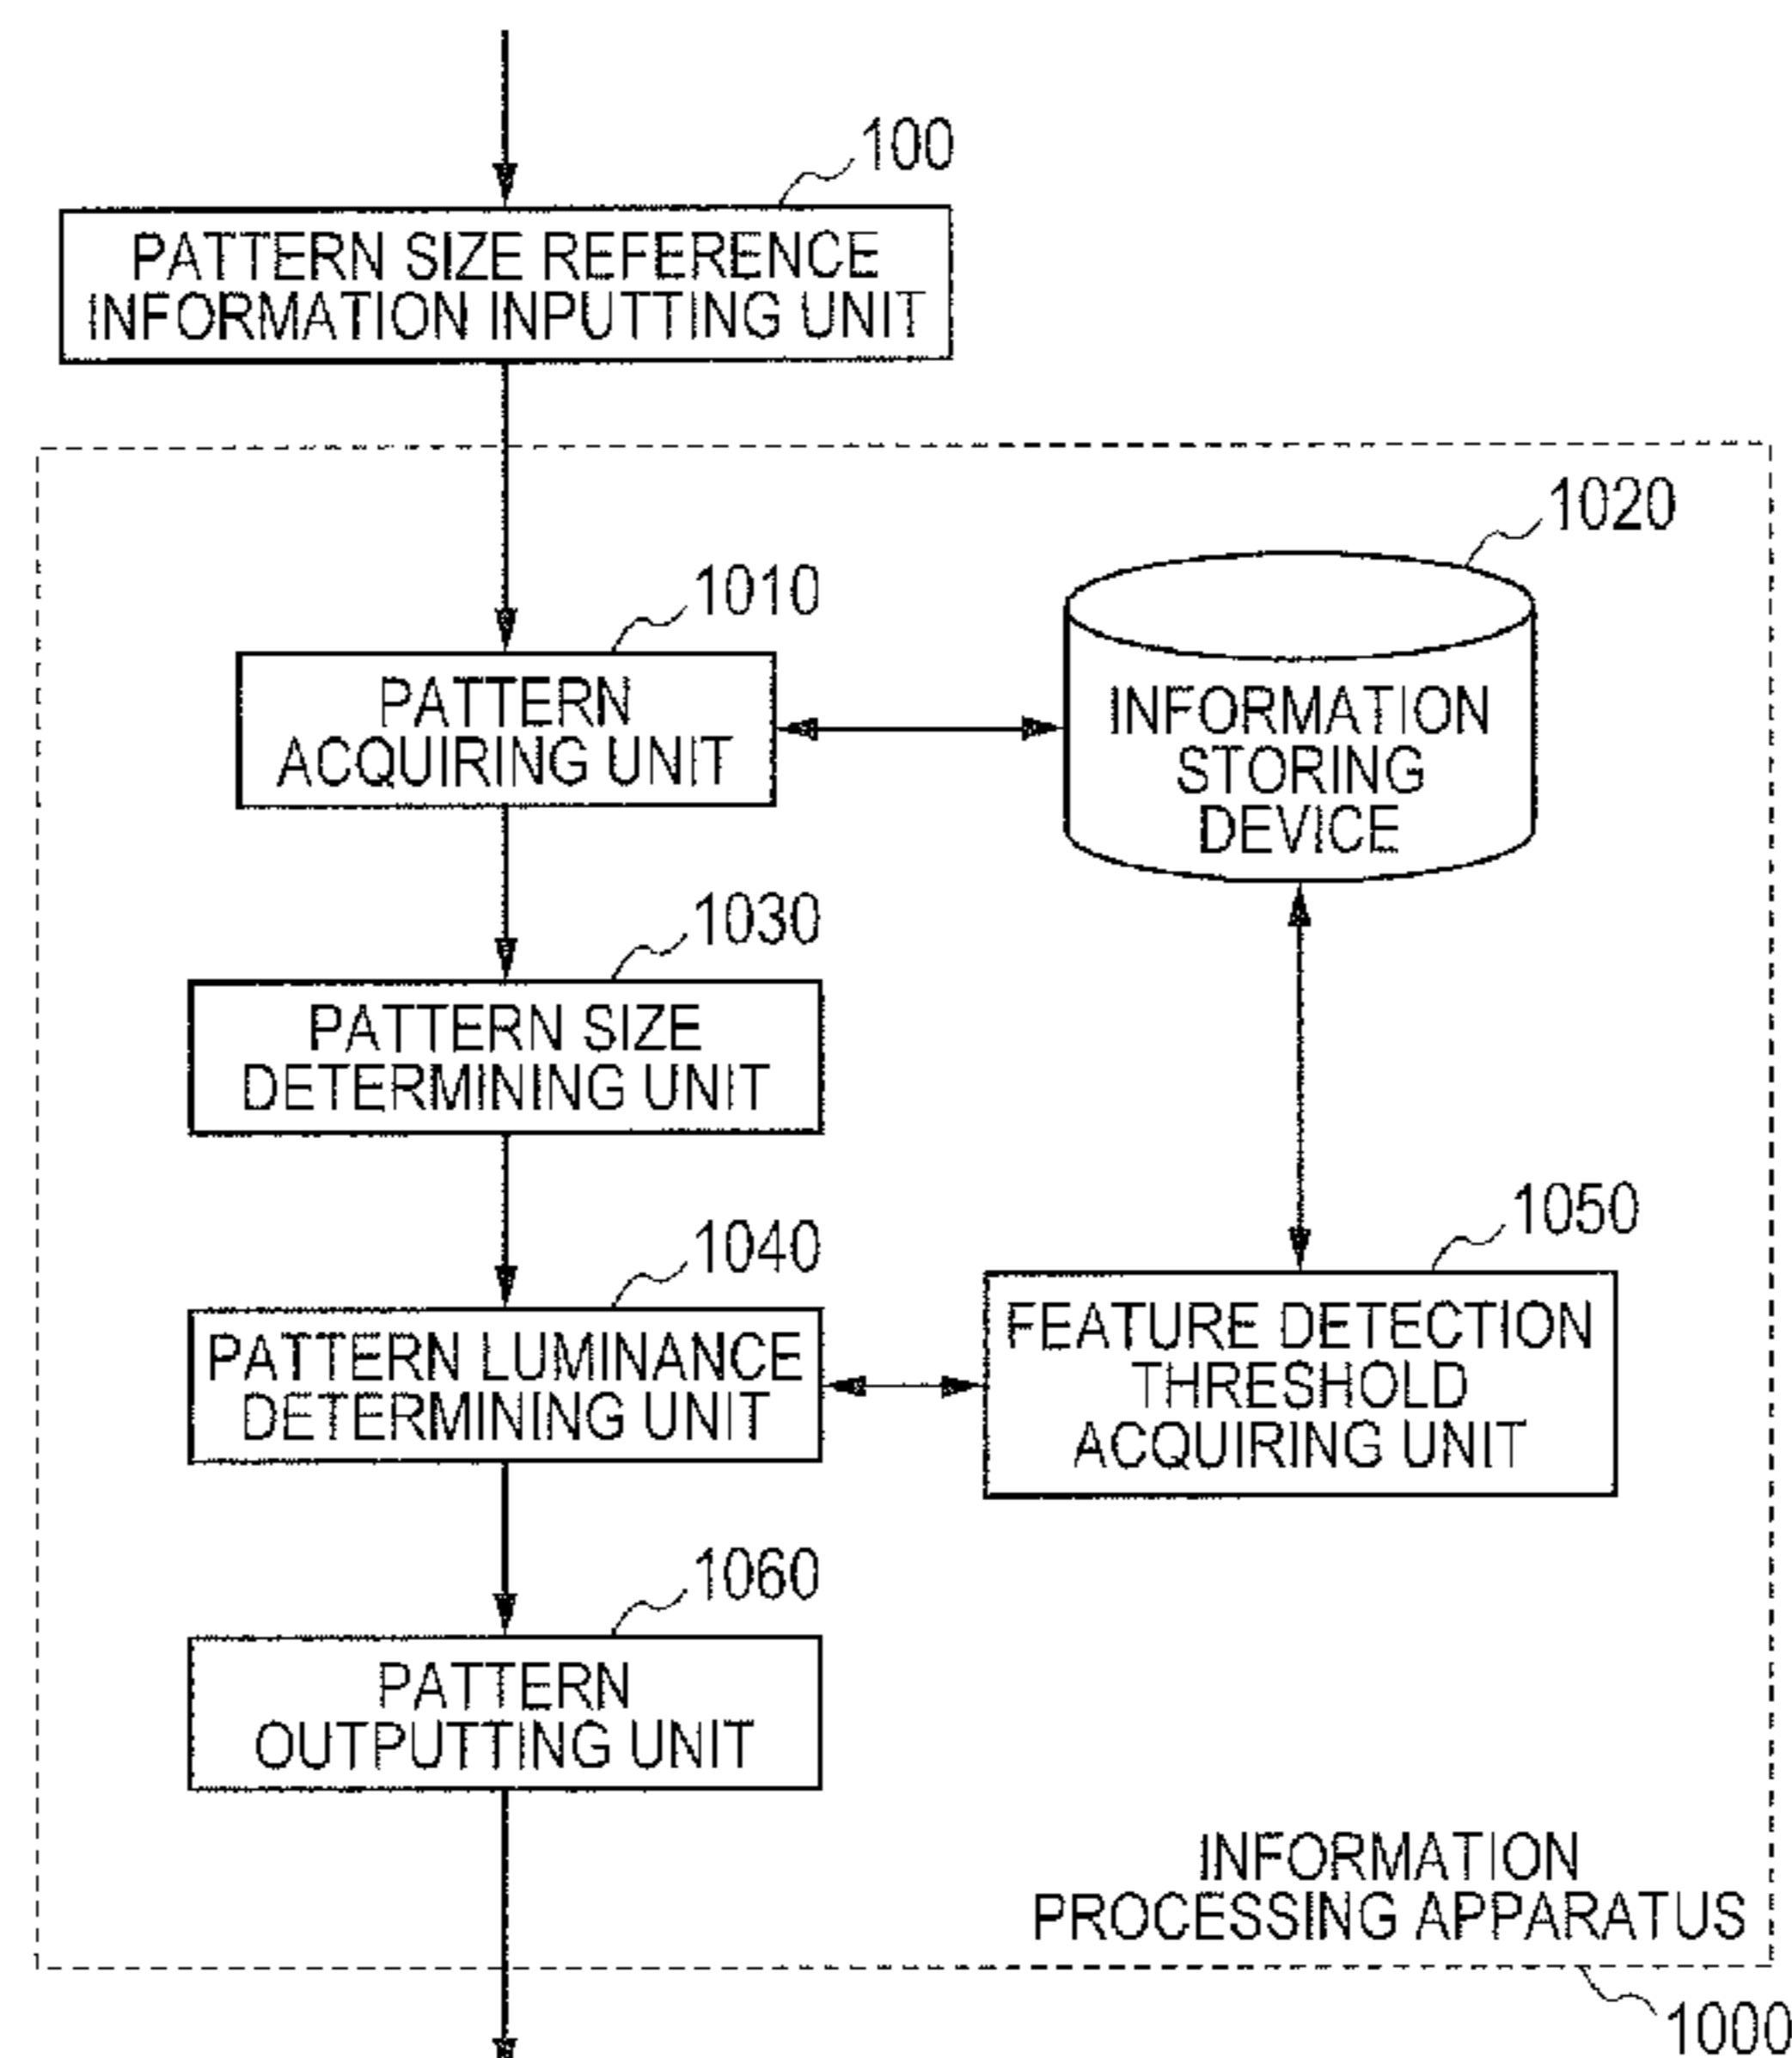 100
PATTERN SIZE REFERENCE
INFORMATION INPUTTING UNIT
1020
1010
PATTERN
ACQUIRING UNIT
INFORMATION
STORING
DEVICE
1030
PATTERN SIZE
DETERMINING UNIT
1040
PATTERN LUMINANCE
DETERMINING UNIT
1050
FEATURE DETECTION
THRESHOLD
ACQUIRING UNIT
1060
PATTERN
OUTPUTTING UNIT
INFORMATION
PROCESSING APPARATUS
1000